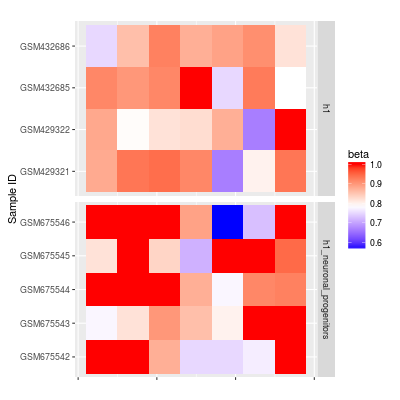 GSM432686
GSM432685
GSM429322
GSM429321
h1
GSM675546
GSM675545
GSM675544
GSM675543
GSM675542
h1_neuronal_progenitors
Sample ID
beta
1.0
0.9
0.8
0.7
0.6